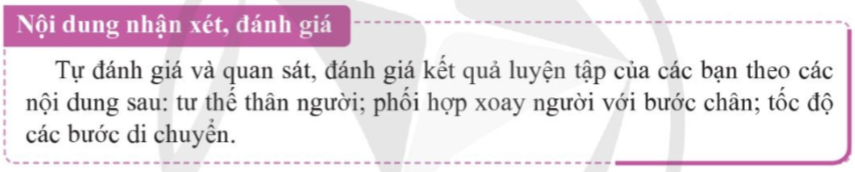 Nội dung nhận xét, đánh giá
Tự đánh giá và quan sát, đánh giá kết quả luyện tập của các bạn theo các
nội dung sau: tư thế thân người; phối hợp xoay người với bước chân; tốc độ
các bước di chuyển.